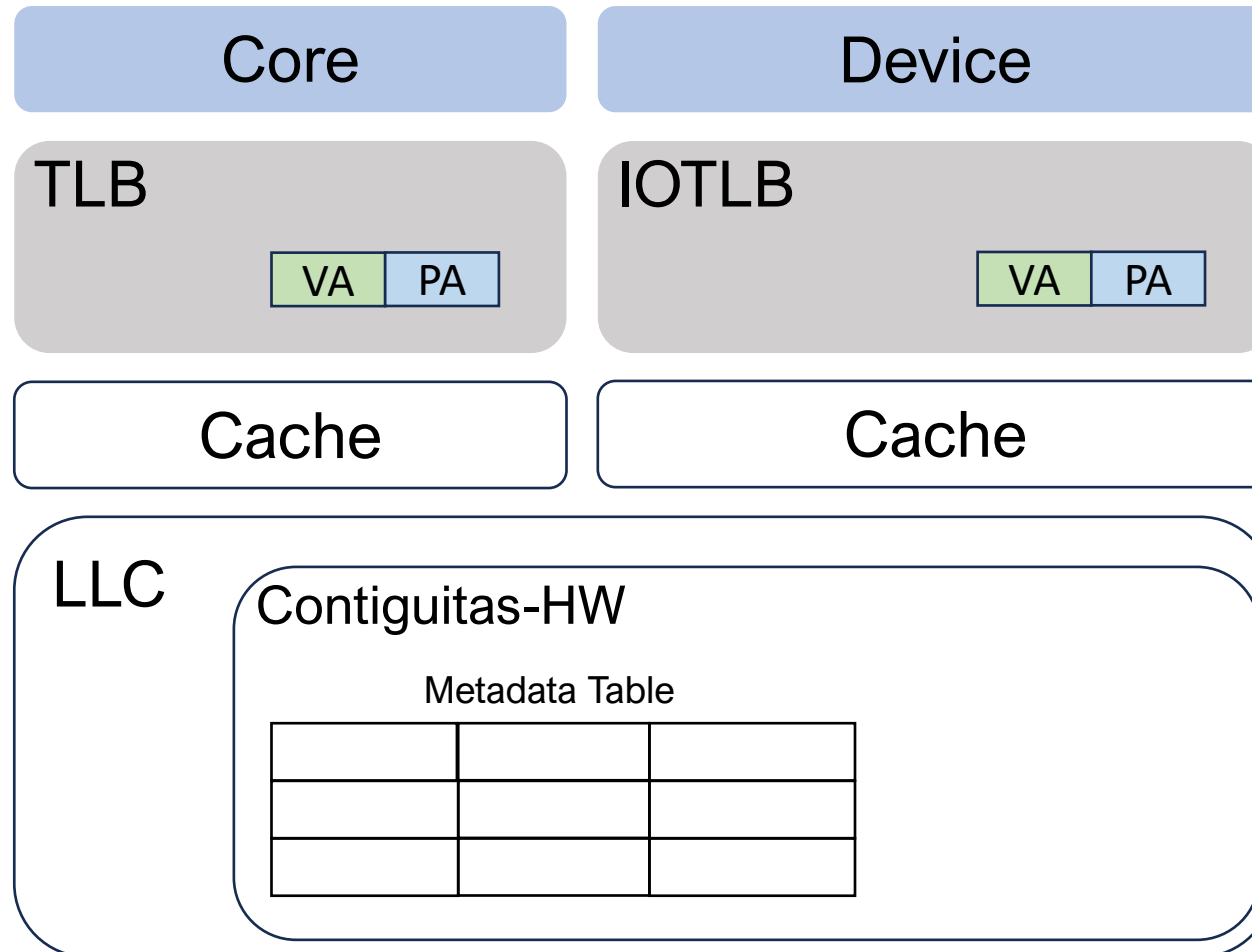 Core
Device
TLB
IOTLB
VA PA
VA PA
Cache
Cache
LLC
Contiguitas-HW
Metadata Table